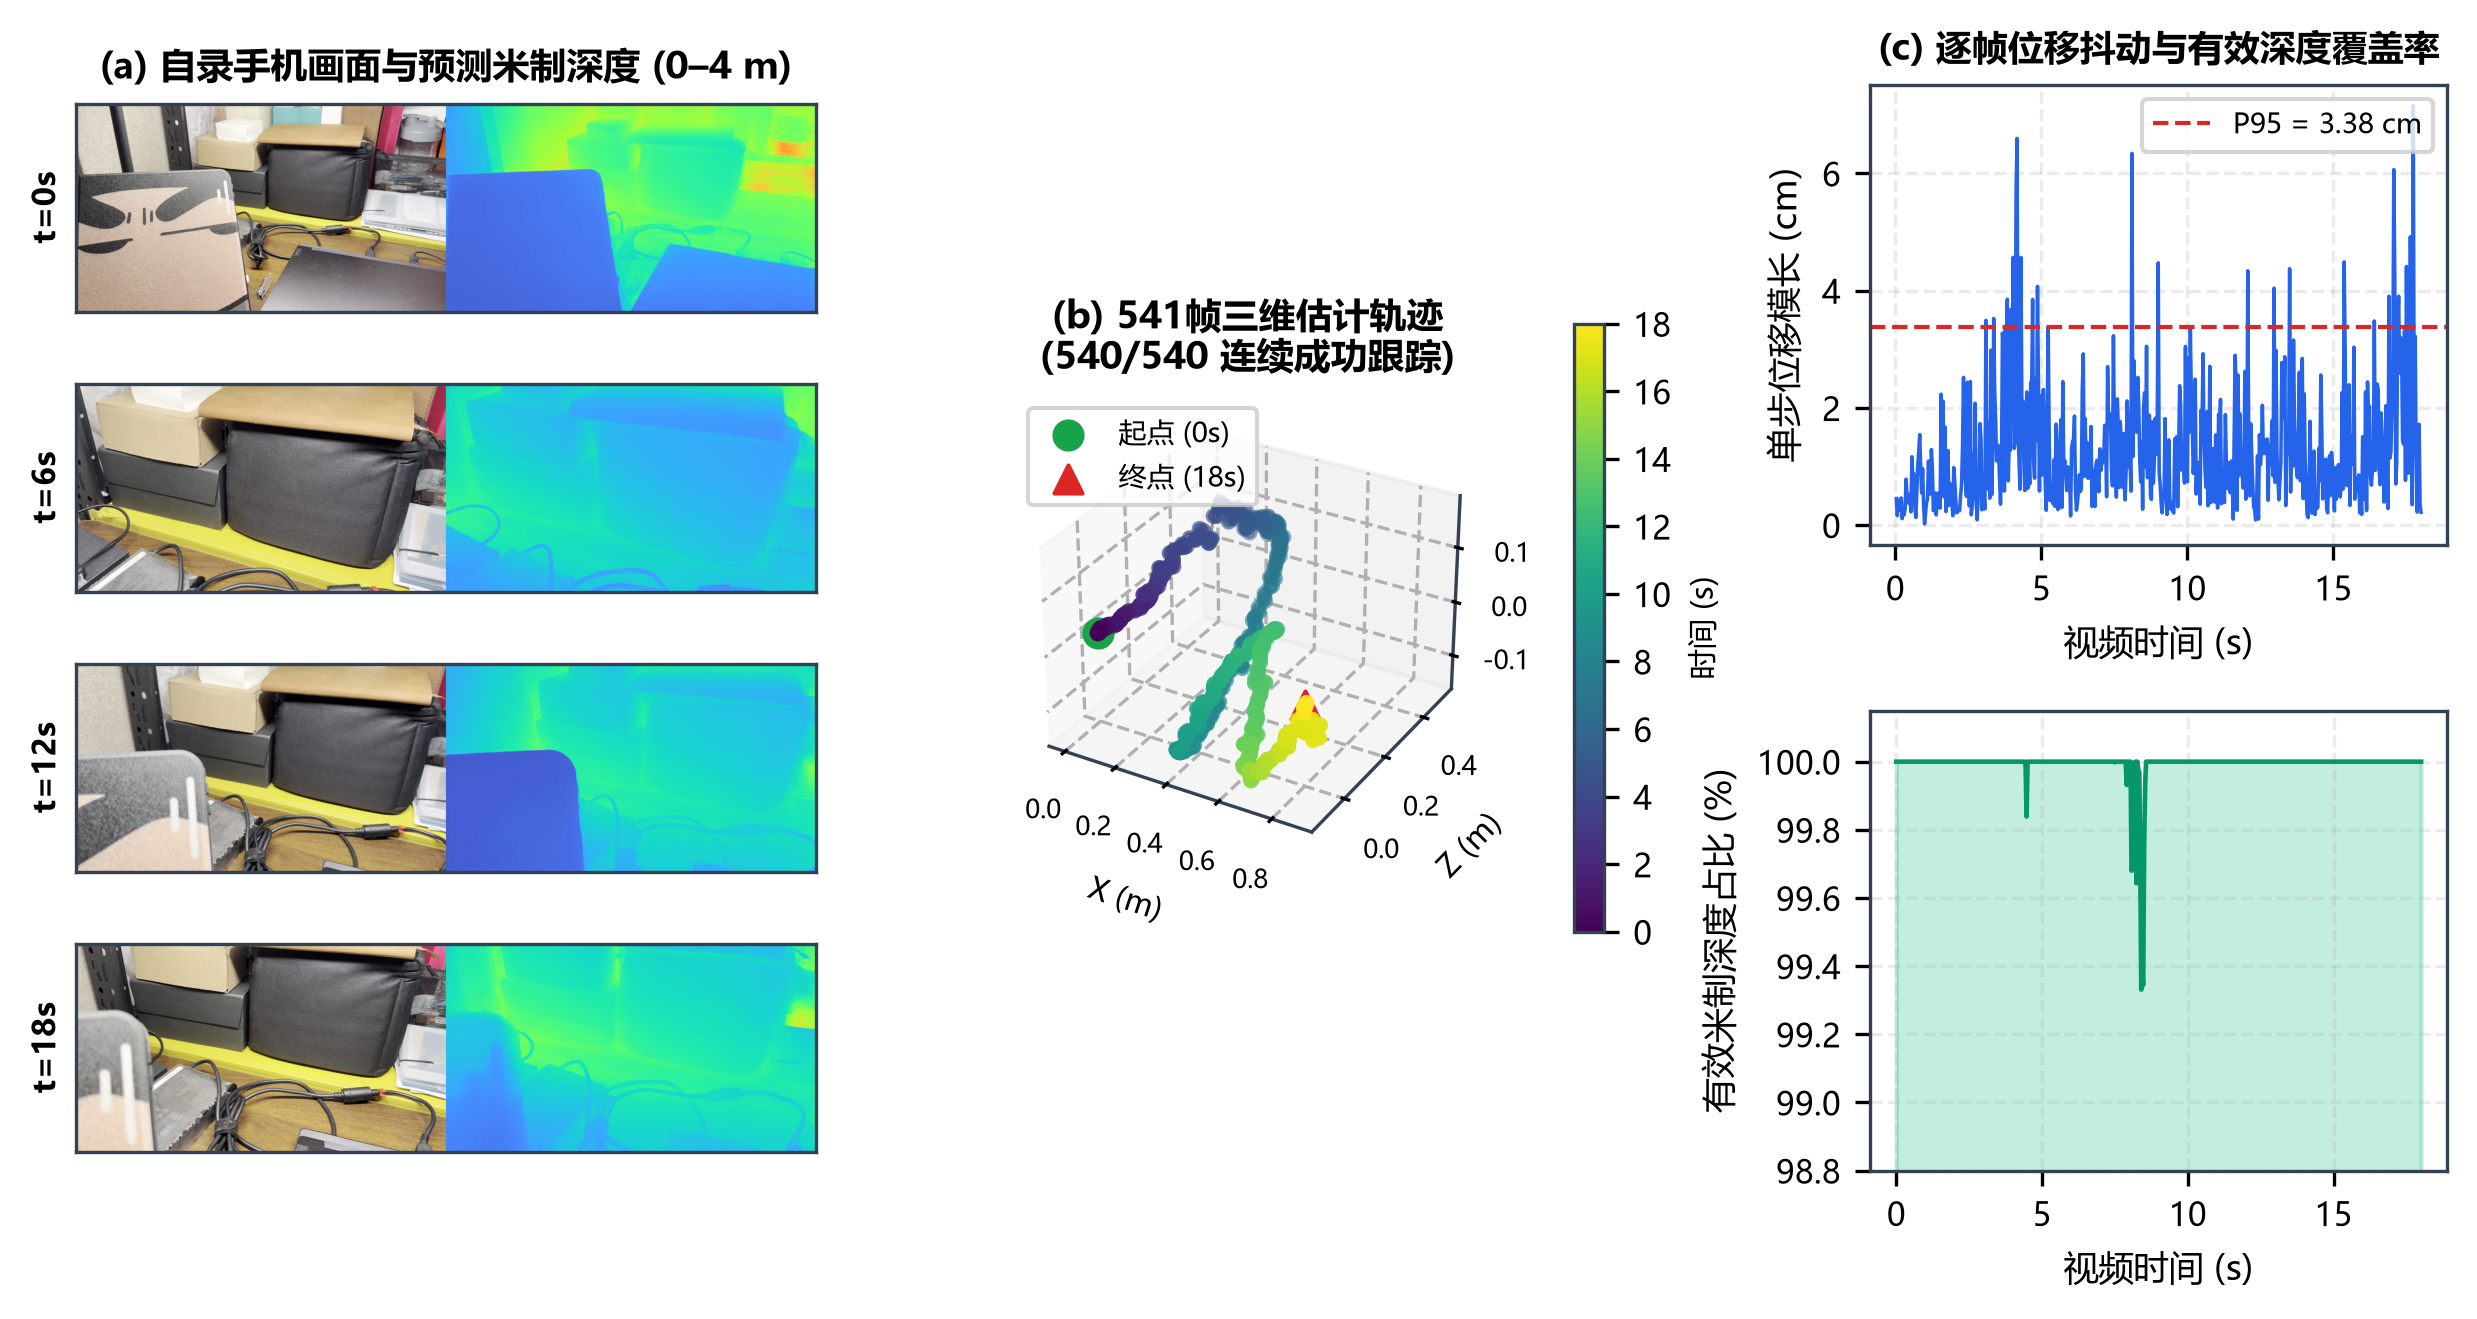 (a) 自录手机画面与预测米制深度 (0–4 m)
t=0s
t=6s
t=12s
t=18s
(b) 541帧三维估计轨迹
(540/540 连续成功跟踪)
起点 (0s)
终点 (18s)
0.1
0.0
-0.1
0.4
0.2
0.0
Z (m)
0.0
0.2
0.4
0.6
0.8
X (m)
18
16
14
12
10
8
6
4
2
0
时间 (s)
(c) 逐帧位移抖动与有效深度覆盖率
P95 = 3.38 cm
单步位移模长 (cm)
6
4
2
0
0
5
10
15
视频时间 (s)
有效米制深度占比 (%)
100.0
99.8
99.6
99.4
99.2
99.0
98.8
0
5
10
15
视频时间 (s)